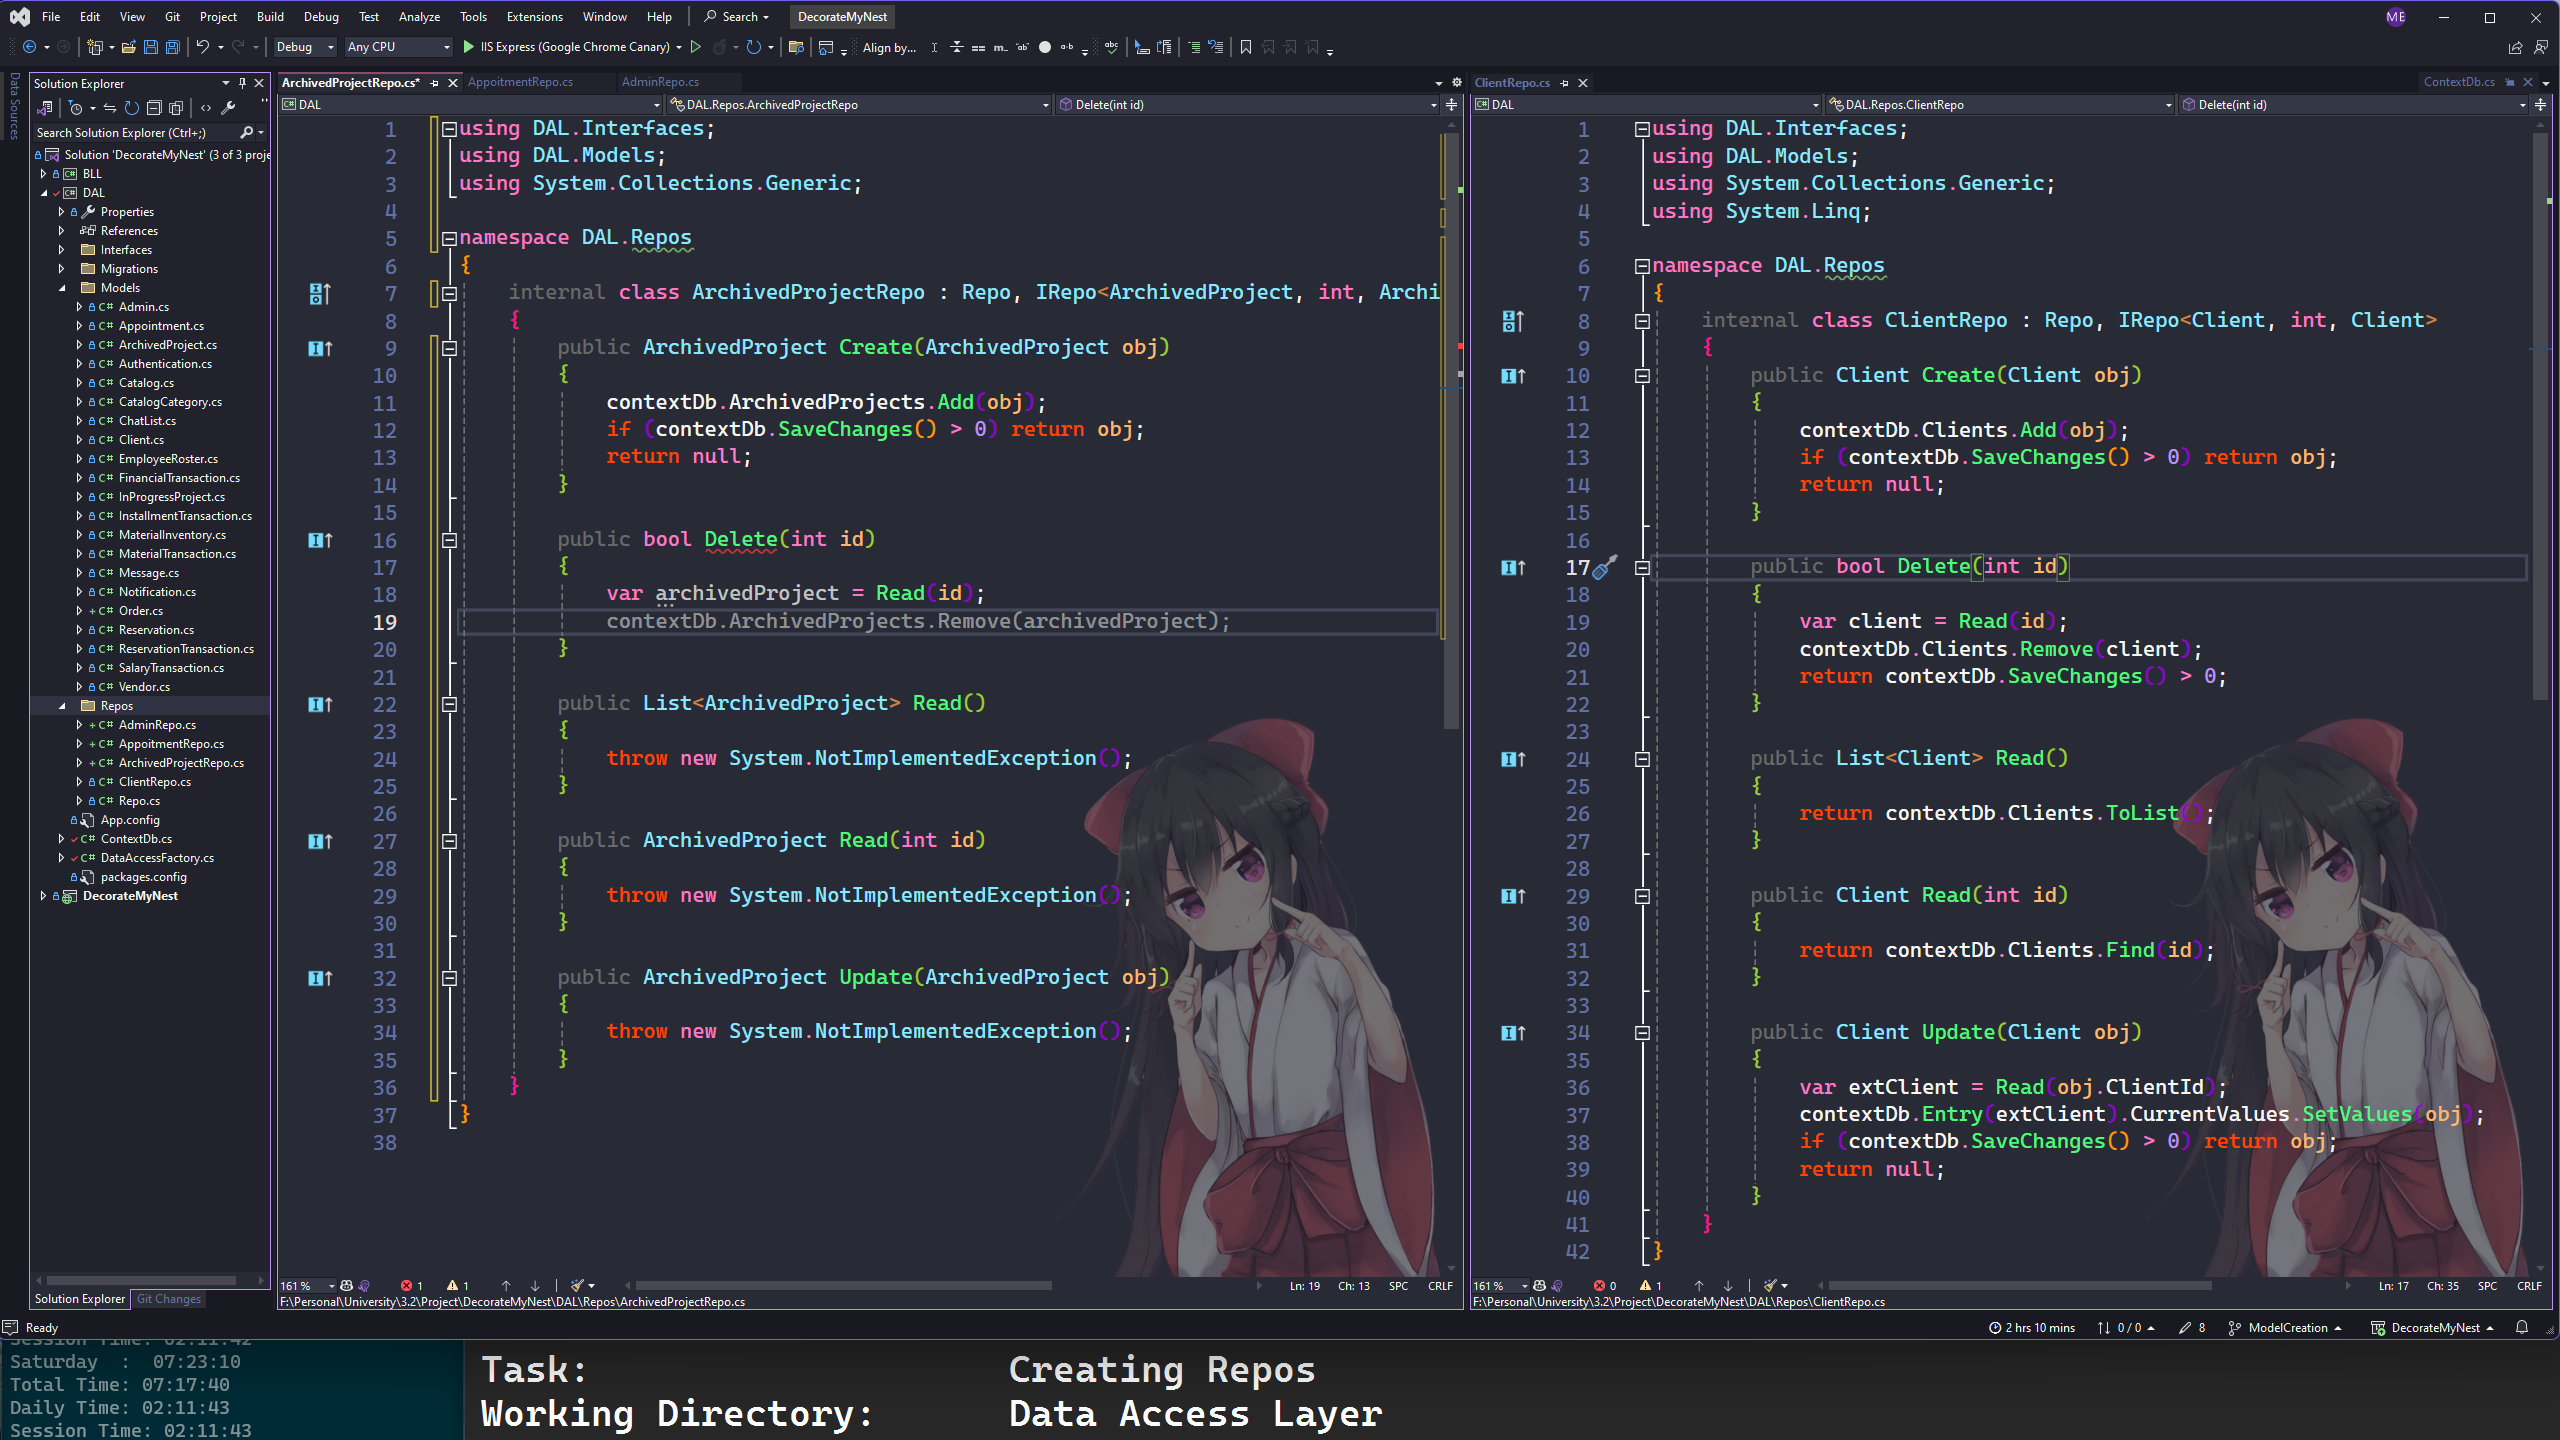 File Edit View Git Project Build Debug Test Analyze Tools Extensions Window Help Search DecorateMyNest ME
Debug Any CPU IIS Express (Google Chrome Canary) Align by...
Data Sources
Solution Explorer
Search Solution Explorer (Ctrl+;)
Solution 'DecorateMyNest' (3 of 3 proje
BLL
DAL
Properties
References
Interfaces
Migrations
Models
Admin.cs
Appointment.cs
ArchivedProject.cs
Authentication.cs
Catalog.cs
CatalogCategory.cs
ChatList.cs
Client.cs
EmployeeRoster.cs
FinancialTransaction.cs
InProgressProject.cs
InstallmentTransaction.cs
MaterialInventory.cs
MaterialTransaction.cs
Message.cs
Notification.cs
Order.cs
Reservation.cs
ReservationTransaction.cs
SalaryTransaction.cs
Vendor.cs
Repos
AdminRepo.cs
AppoitmentRepo.cs
ArchivedProjectRepo.cs
ClientRepo.cs
Repo.cs
App.config
ContextDb.cs
DataAccessFactory.cs
packages.config
DecorateMyNest
Solution Explorer Git Changes
ArchivedProjectRepo.cs* AppoitmentRepo.cs AdminRepo.cs
DAL DAL.Repos.ArchivedProjectRepo Delete(int id)
1 using DAL.Interfaces;
2 using DAL.Models;
3 using System.Collections.Generic;
4
5 namespace DAL.Repos
6 {
7 internal class ArchivedProjectRepo : Repo, IRepo<ArchivedProject, int, Archi
8 {
9 public ArchivedProject Create(ArchivedProject obj)
10 {
11 contextDb.ArchivedProjects.Add(obj);
12 if (contextDb.SaveChanges() > 0) return obj;
13 return null;
14 }
15
16 public bool Delete(int id)
17 {
18 var archivedProject = Read(id);
19 contextDb.ArchivedProjects.Remove(archivedProject);
20 }
21
22 public List<ArchivedProject> Read()
23 {
24 throw new System.NotImplementedException();
25 }
26
27 public ArchivedProject Read(int id)
28 {
29 throw new System.NotImplementedException();
30 }
31
32 public ArchivedProject Update(ArchivedProject obj)
33 {
34 throw new System.NotImplementedException();
35 }
36 }
37 }
38
161 % 1 1 Ln: 19 Ch: 13 SPC CRLF
F:\Personal\University\3.2\Project\DecorateMyNest\DAL\Repos\ArchivedProjectRepo.cs
ClientRepo.cs ContextDb.cs
DAL DAL.Repos.ClientRepo Delete(int id)
1 using DAL.Interfaces;
2 using DAL.Models;
3 using System.Collections.Generic;
4 using System.Linq;
5
6 namespace DAL.Repos
7 {
8 internal class ClientRepo : Repo, IRepo<Client, int, Client>
9 {
10 public Client Create(Client obj)
11 {
12 contextDb.Clients.Add(obj);
13 if (contextDb.SaveChanges() > 0) return obj;
14 return null;
15 }
16
17 public bool Delete(int id)
18 {
19 var client = Read(id);
20 contextDb.Clients.Remove(client);
21 return contextDb.SaveChanges() > 0;
22 }
23
24 public List<Client> Read()
25 {
26 return contextDb.Clients.ToList();
27 }
28
29 public Client Read(int id)
30 {
31 return contextDb.Clients.Find(id);
32 }
33
34 public Client Update(Client obj)
35 {
36 var extClient = Read(obj.ClientId);
37 contextDb.Entry(extClient).CurrentValues.SetValues(obj);
38 if (contextDb.SaveChanges() > 0) return obj;
39 return null;
40 }
41 }
42 }
161 % 0 1 Ln: 17 Ch: 35 SPC CRLF
F:\Personal\University\3.2\Project\DecorateMyNest\DAL\Repos\ClientRepo.cs
Ready 2 hrs 10 mins 0 / 0 8 ModelCreation DecorateMyNest
Session Time: 02:11:42
Saturday : 07:23:10
Total Time: 07:17:40
Daily Time: 02:11:43
Session Time: 02:11:43
Task: Creating Repos
Working Directory: Data Access Layer